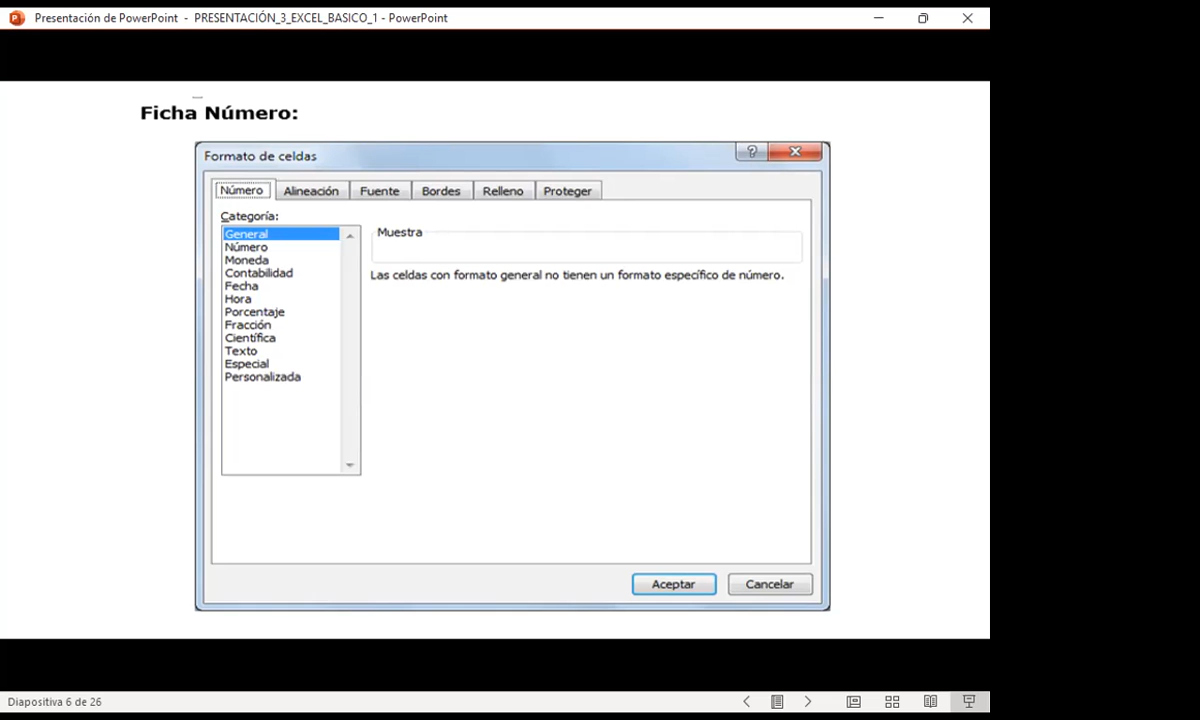 Presentación de PowerPoint - PRESENTACIÓN_3_EXCEL_BASICO_1 - PowerPoint
Ficha Número:
Formato de celdas
?
Número Alineación Fuente Bordes Relleno Proteger
Categoría:
General
Número
Moneda
Contabilidad
Fecha
Hora
Porcentaje
Fracción
Científica
Texto
Especial
Personalizada
Muestra
Las celdas con formato general no tienen un formato específico de número.
Aceptar Cancelar
Diapositiva 6 de 26